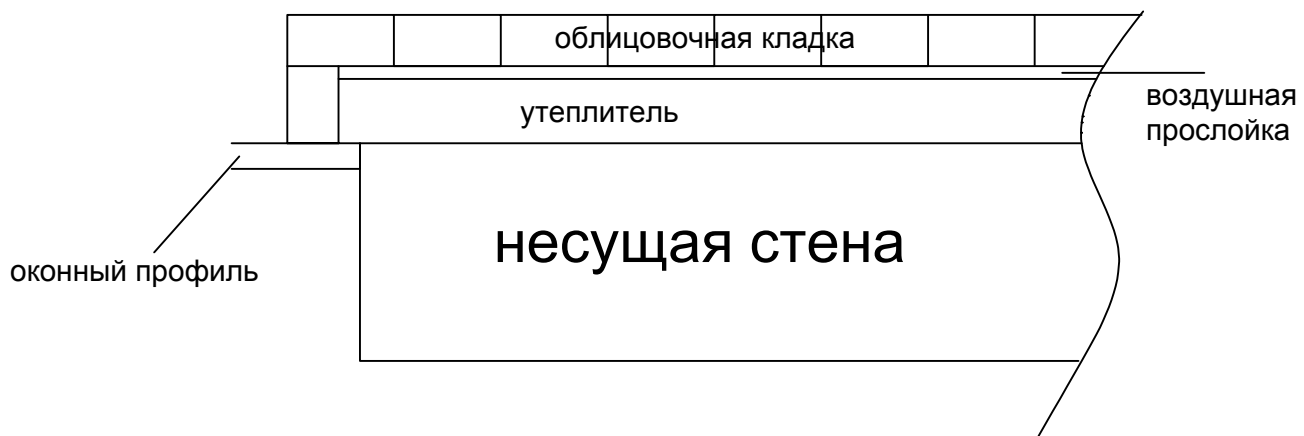 облицовочная кладка
воздушная
прослойка
утеплитель
несущая стена
оконный профиль